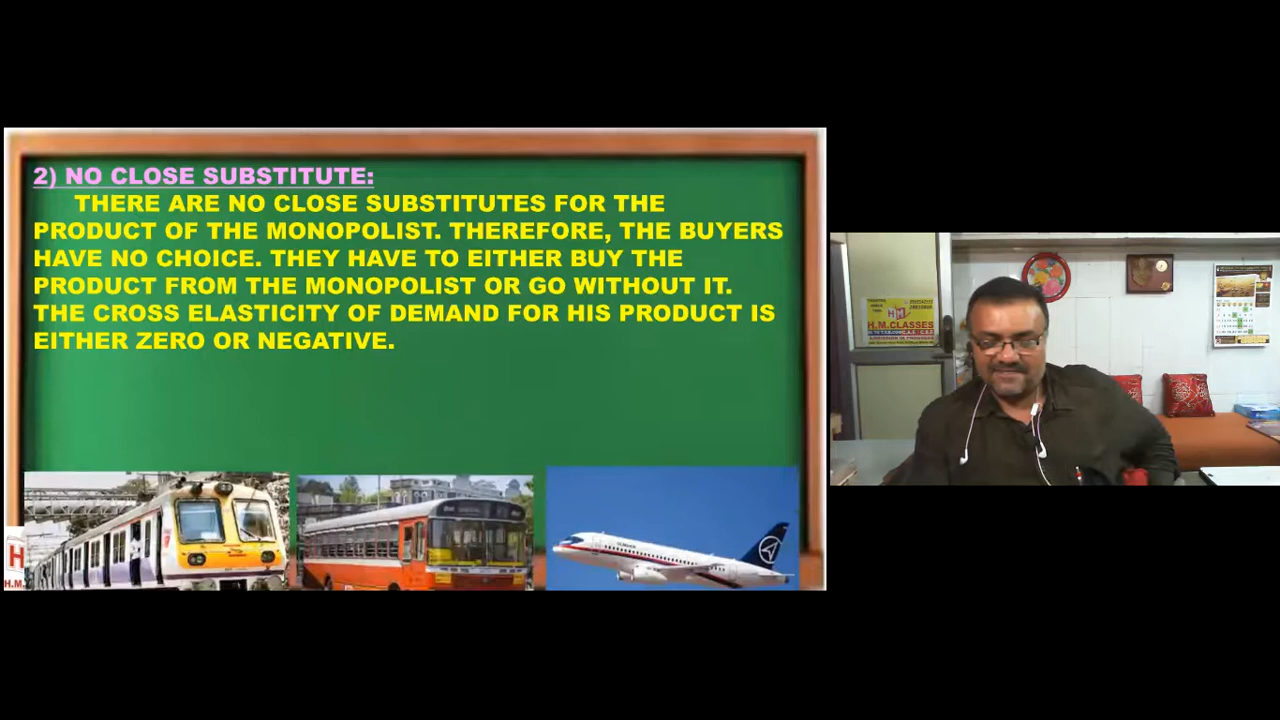 2) NO CLOSE SUBSTITUTE:
THERE ARE NO CLOSE SUBSTITUTES FOR THE
PRODUCT OF THE MONOPOLIST. THEREFORE, THE BUYERS
HAVE NO CHOICE. THEY HAVE TO EITHER BUY THE
PRODUCT FROM THE MONOPOLIST OR GO WITHOUT IT.
THE CROSS ELASTICITY OF DEMAND FOR HIS PRODUCT IS
EITHER ZERO OR NEGATIVE.
H
H.M.
HM
H.M.CLASSES